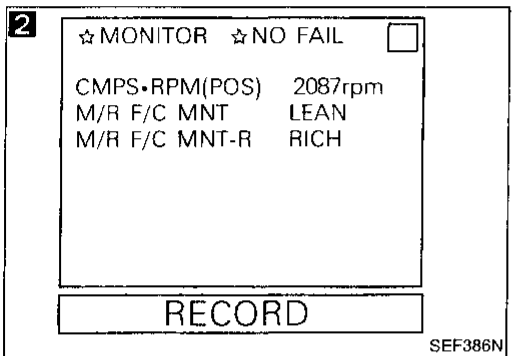 2
☆MONITOR ☆NO FAIL
CMPS•RPM(POS) 2087rpm
M/R F/C MNT LEAN
M/R F/C MNT-R RICH
RECORD
SEF386N